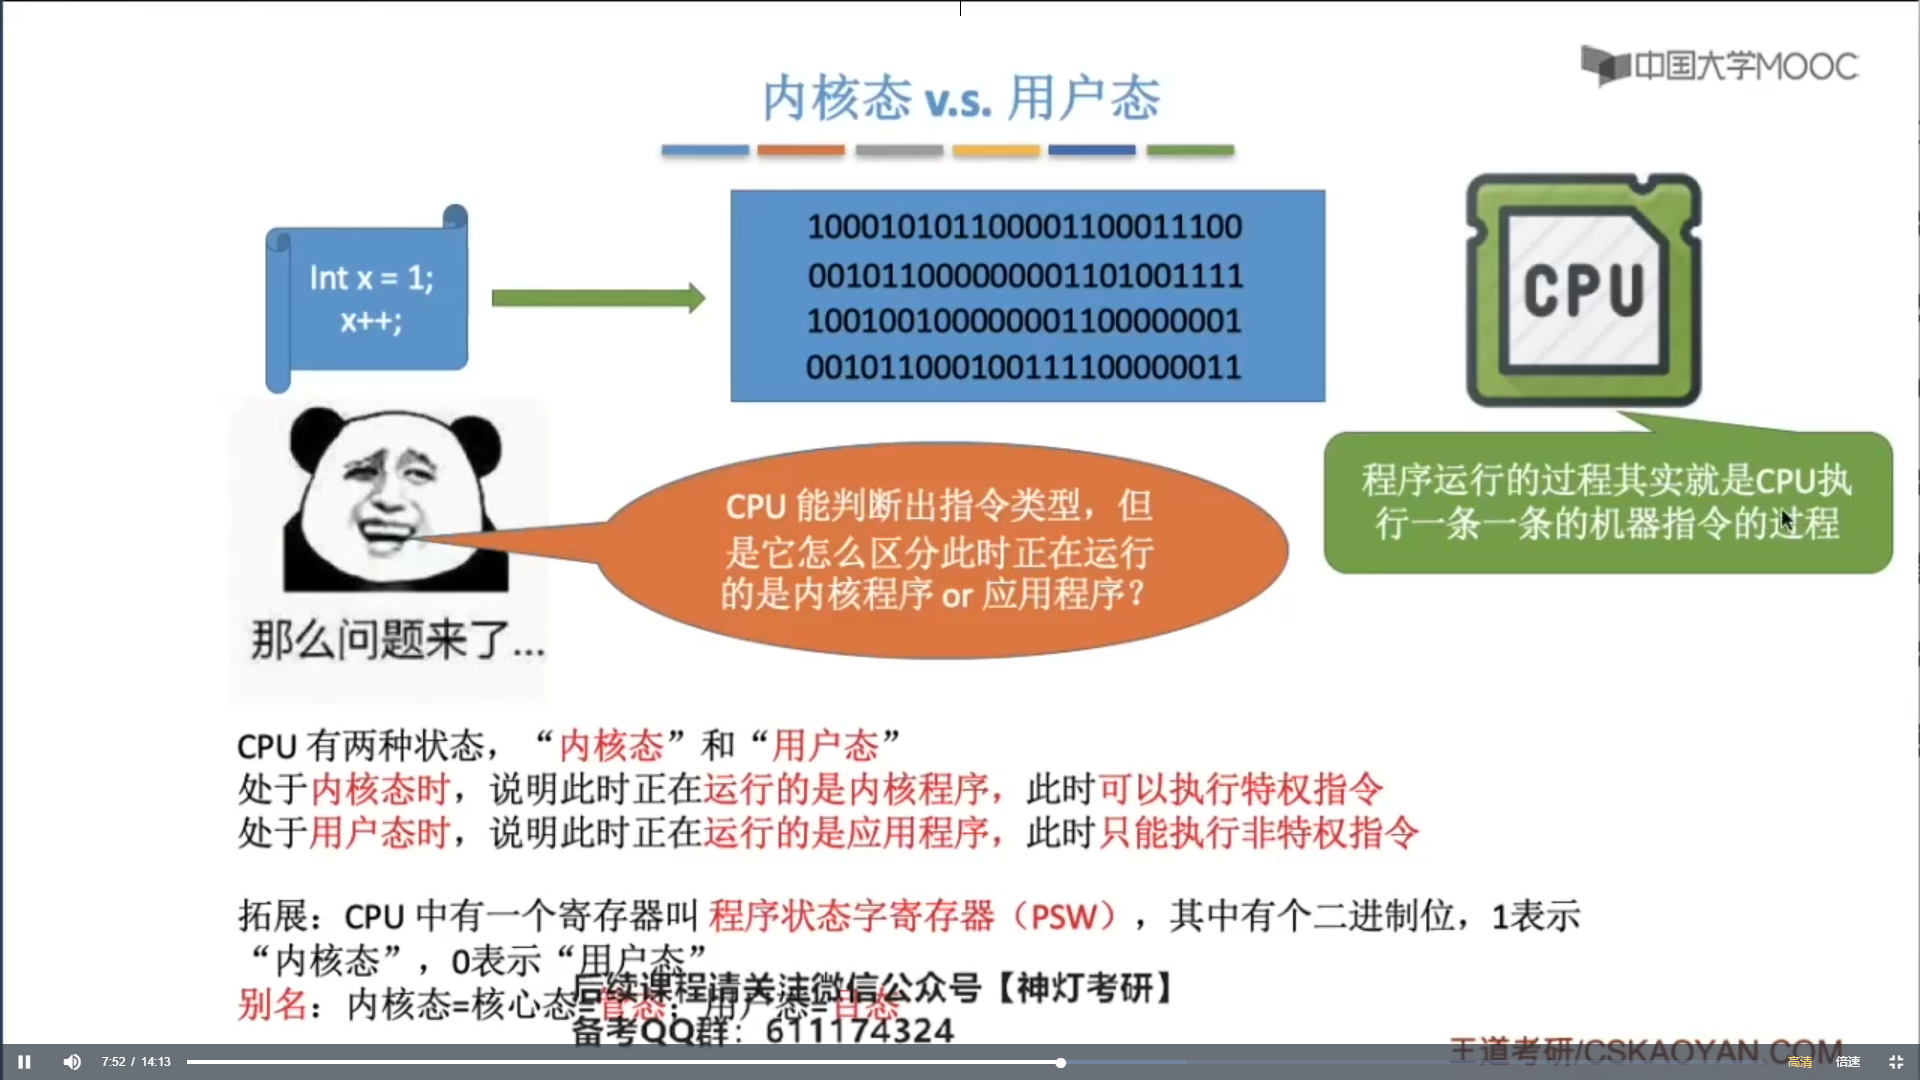 中国大学MOOC
内核态 v.s. 用户态
Int x = 1;
x++;
100010101100001100011100
001011000000001101001111
100100100000001100000001
001011000100111100000011
CPU
程序运行的过程其实就是CPU执
行一条一条的机器指令的过程
CPU 能判断出指令类型，但
是它怎么区分此时正在运行
的是内核程序 or 应用程序？
那么问题来了...
CPU 有两种状态，“内核态”和“用户态”
处于内核态时，说明此时正在运行的是内核程序，此时可以执行特权指令
处于用户态时，说明此时正在运行的是应用程序，此时只能执行非特权指令
拓展：CPU 中有一个寄存器叫 程序状态字寄存器（PSW），其中有个二进制位，1表示
“内核态”，0表示“用户态”
后续课程请关注微信公众号【神灯考研】
别名：内核态=核心态=管态；用户态=目态
备考QQ群：611174324
王道考研/CSKAOYAN.COM
7:52 / 14:13
高清
倍速